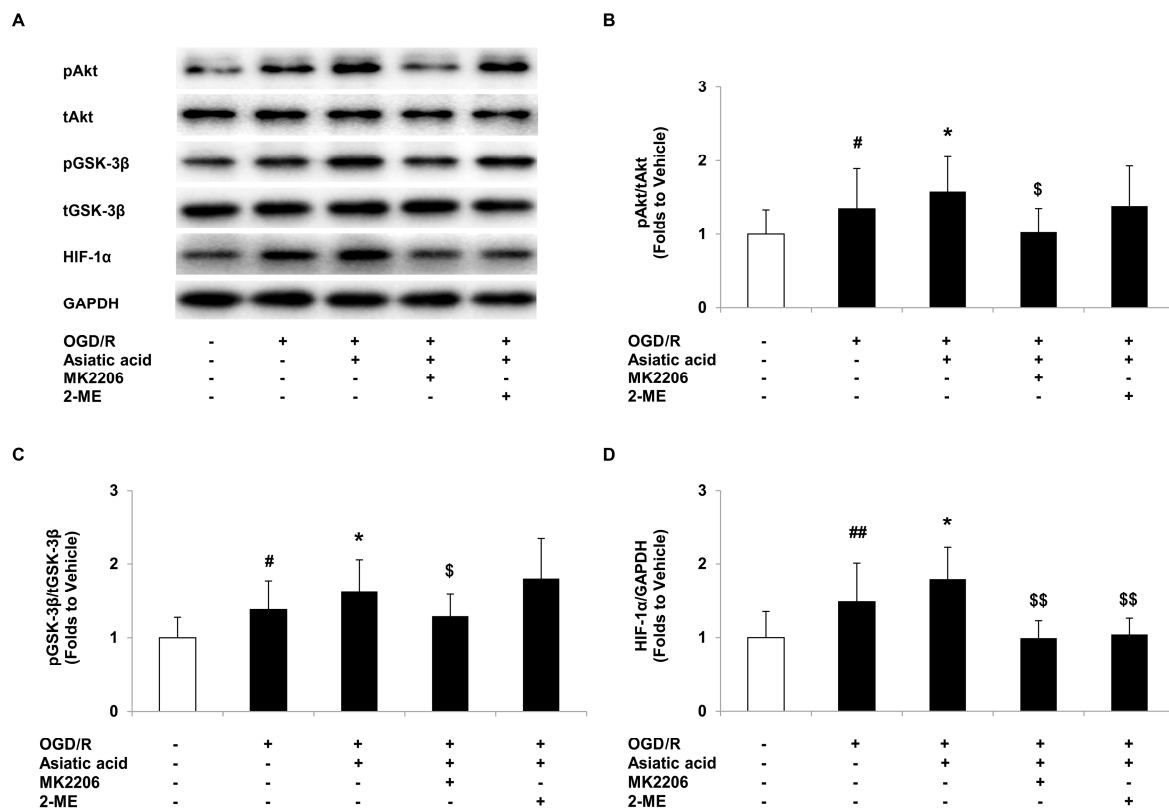 A
pAkt
tAkt
pGSK-3β
tGSK-3β
HIF-1α
GAPDH
OGD/R - + + + +
Asiatic acid - - + + +
MK2206 - - - + -
2-ME - - - - +
B
pAkt/tAkt
(Folds to Vehicle)
3
2
1
0
# * $
OGD/R - + + + +
Asiatic acid - - + + +
MK2206 - - - + -
2-ME - - - - +
C
pGSK-3β/tGSK-3β
(Folds to Vehicle)
3
2
1
0
# * $
OGD/R - + + + +
Asiatic acid - - + + +
MK2206 - - - + -
2-ME - - - - +
D
HIF-1α/GAPDH
(Folds to Vehicle)
3
2
1
0
## * $$ $$
OGD/R - + + + +
Asiatic acid - - + + +
MK2206 - - - + -
2-ME - - - - +